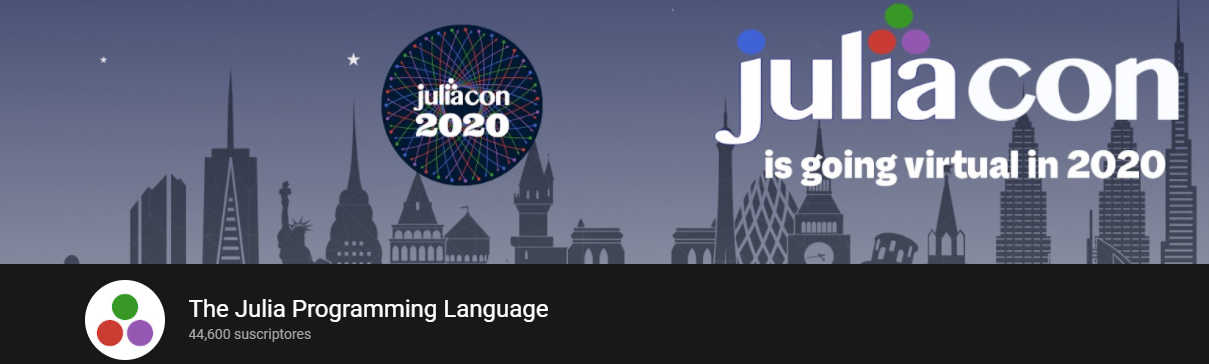 juliacon
2020
juliacon
is going virtual in 2020
The Julia Programming Language
44,600 suscriptores